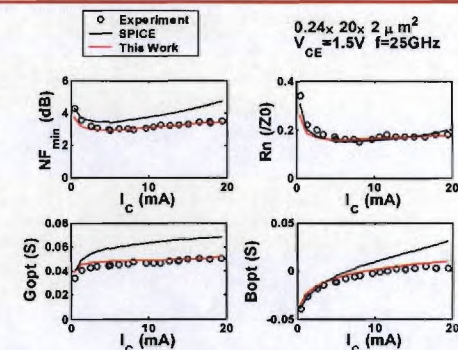 Experiment
SPICE
This Work
0.24x 20x 2 μ m²
V_CE=1.5V f=25GHz
NF_min (dB)
6
4
2
0
0 10 20
I_C (mA)
Rn (/Z0)
0.4
0.2
0
0 10 20
I_C (mA)
Gopt (S)
0.08
0.06
0.04
0.02
0
0 10 20
I_C (mA)
Bopt (S)
0.05
0
-0.05
0 10 20
I_C (mA)